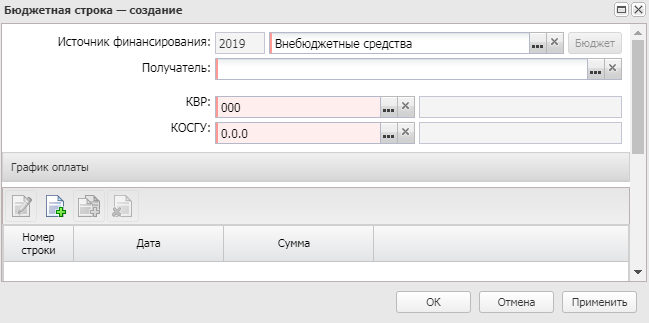 Бюджетная строка — создание
Источник финансирования: 2019 Внебюджетные средства ... Бюджет
Получатель: ...
КВР: 000 ...
КОСГУ: 0.0.0 ...
График оплаты
Номер строки Дата Сумма
ОК Отмена Применить